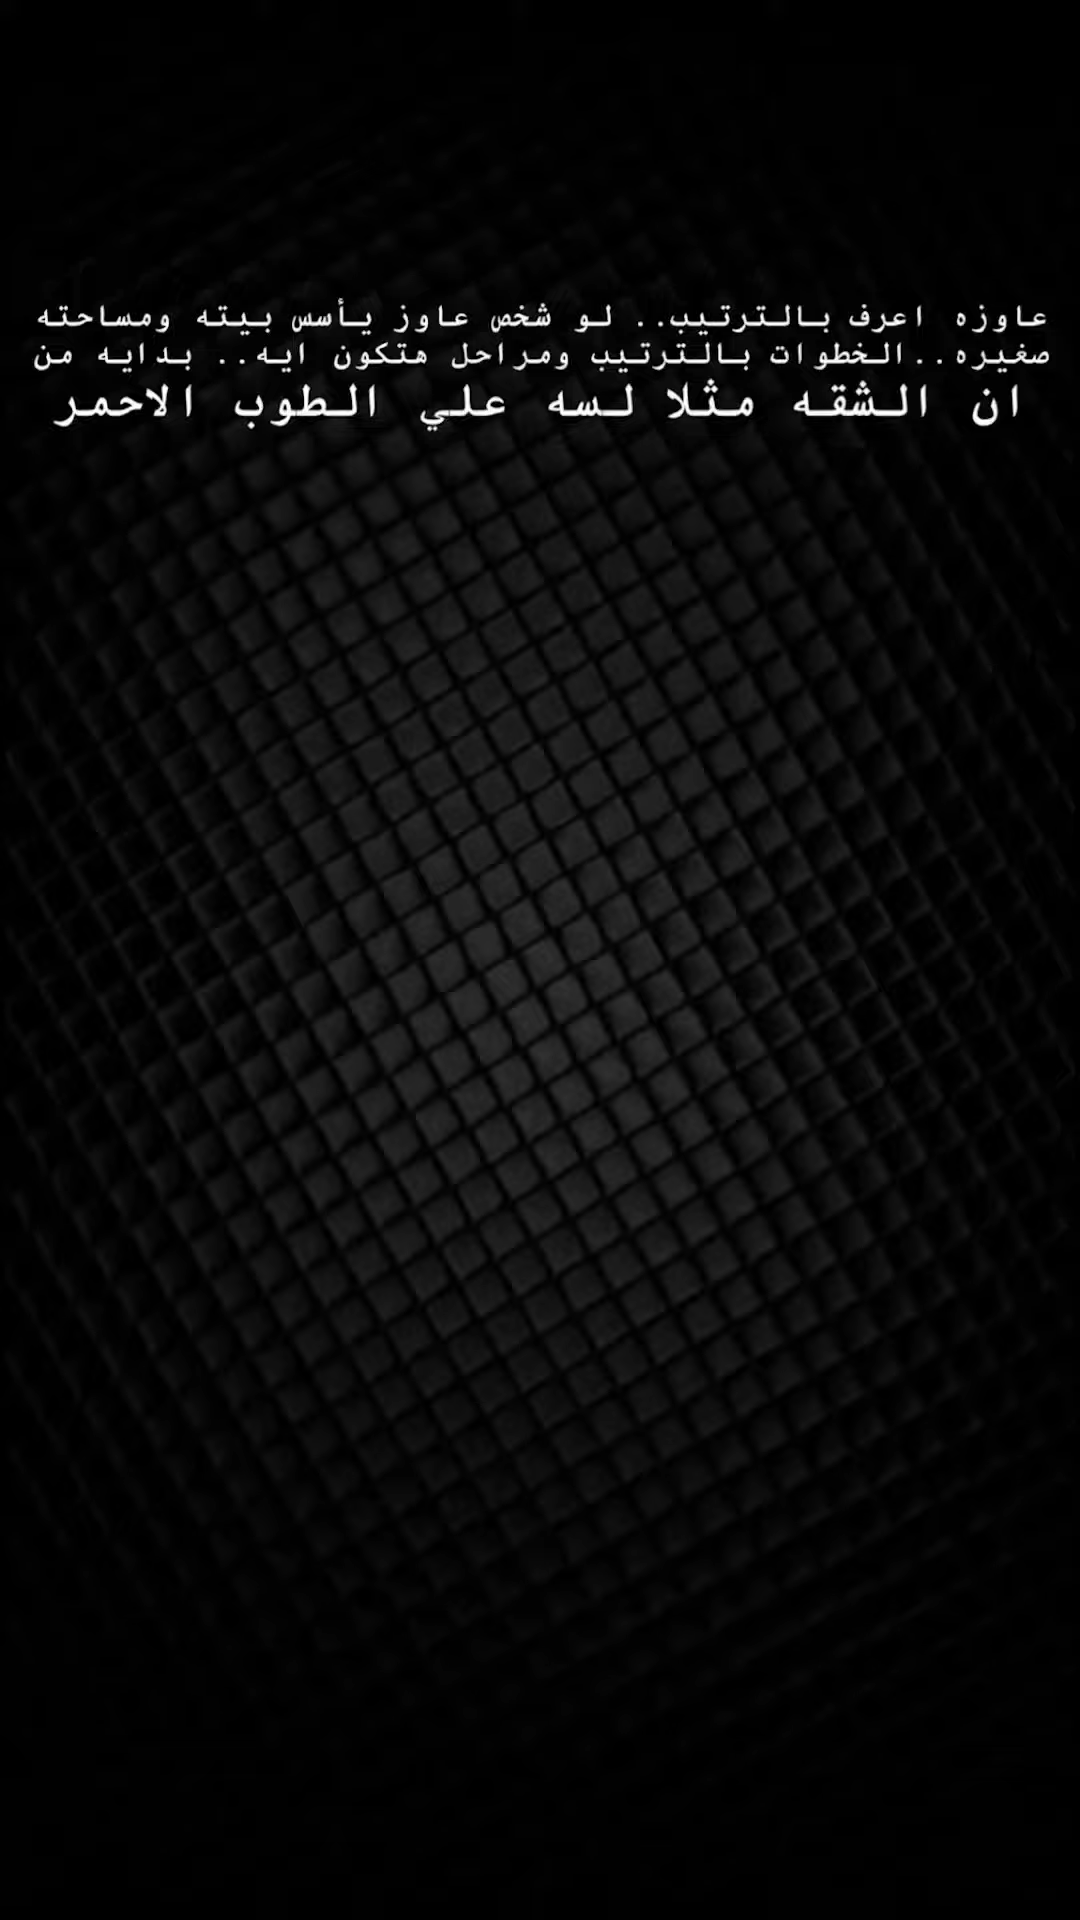 عاوزه اعرف بالترتيب.. لو شخص عاوز يأسس بيته ومساحته
صغيره..الخطوات بالترتيب ومراحل هتكون ايه.. بدايه من
ان الشقه مثلا لسه علي الطوب الاحمر